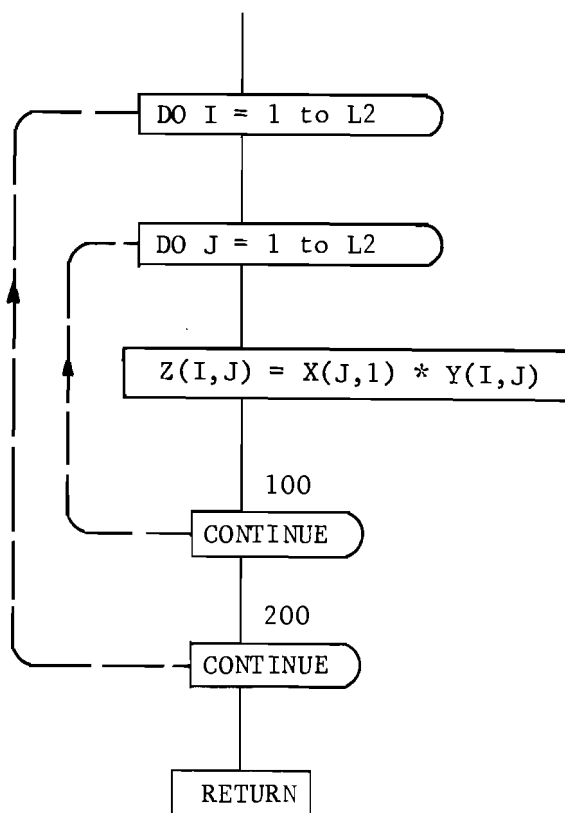 DO I = 1 to L2
DO J = 1 to L2
Z(I,J) = X(J,1) * Y(I,J)
100
CONTINUE
200
CONTINUE
RETURN